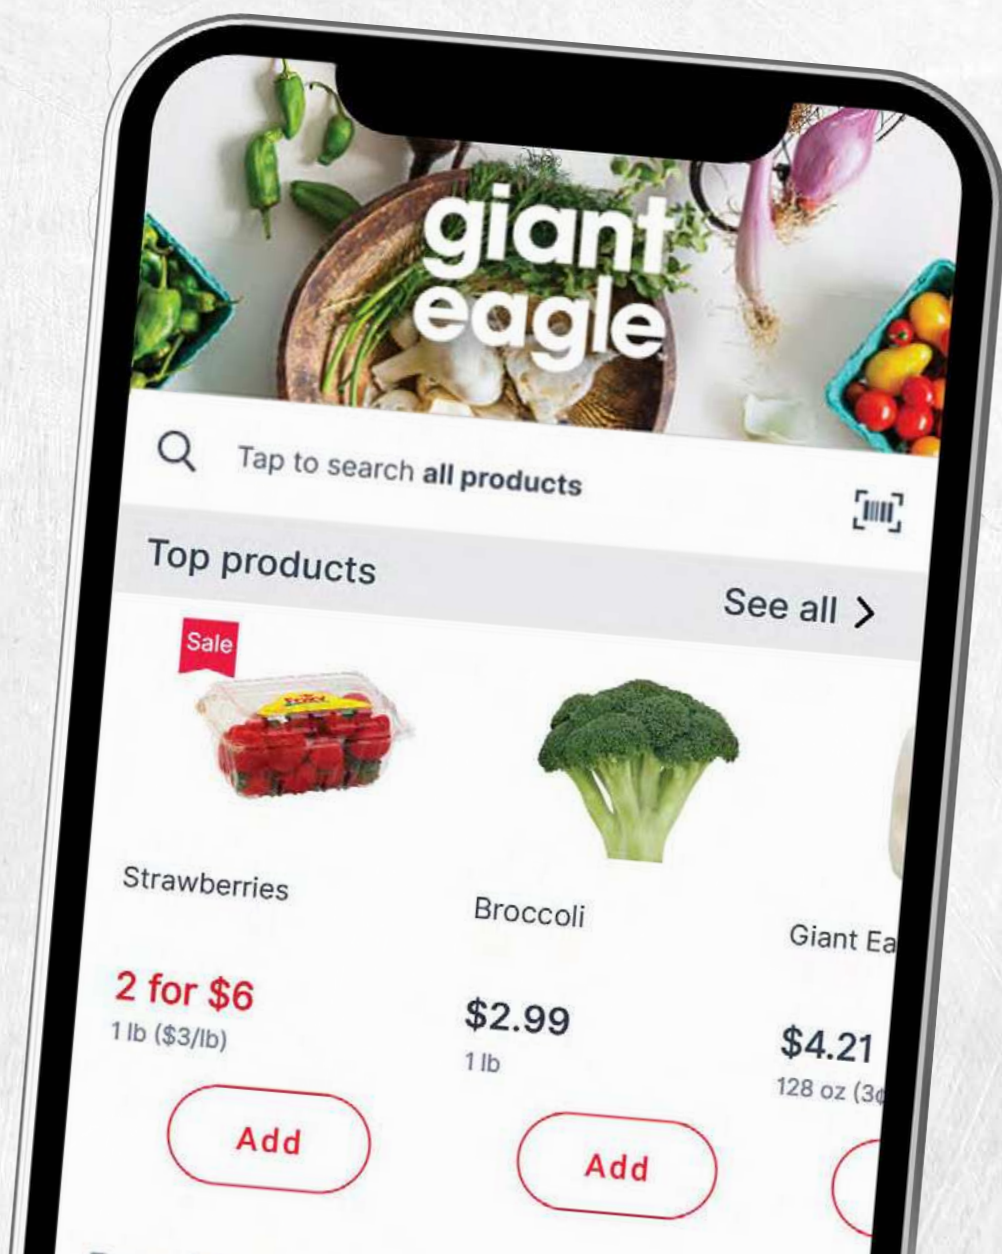 giant
eagle
Tap to search all products
Top products
See all
Sale
Strawberries
2 for $6
1 lb ($3/lb)
Add
Broccoli
$2.99
1 lb
Add
Giant Ea
$4.21
128 oz (3¢